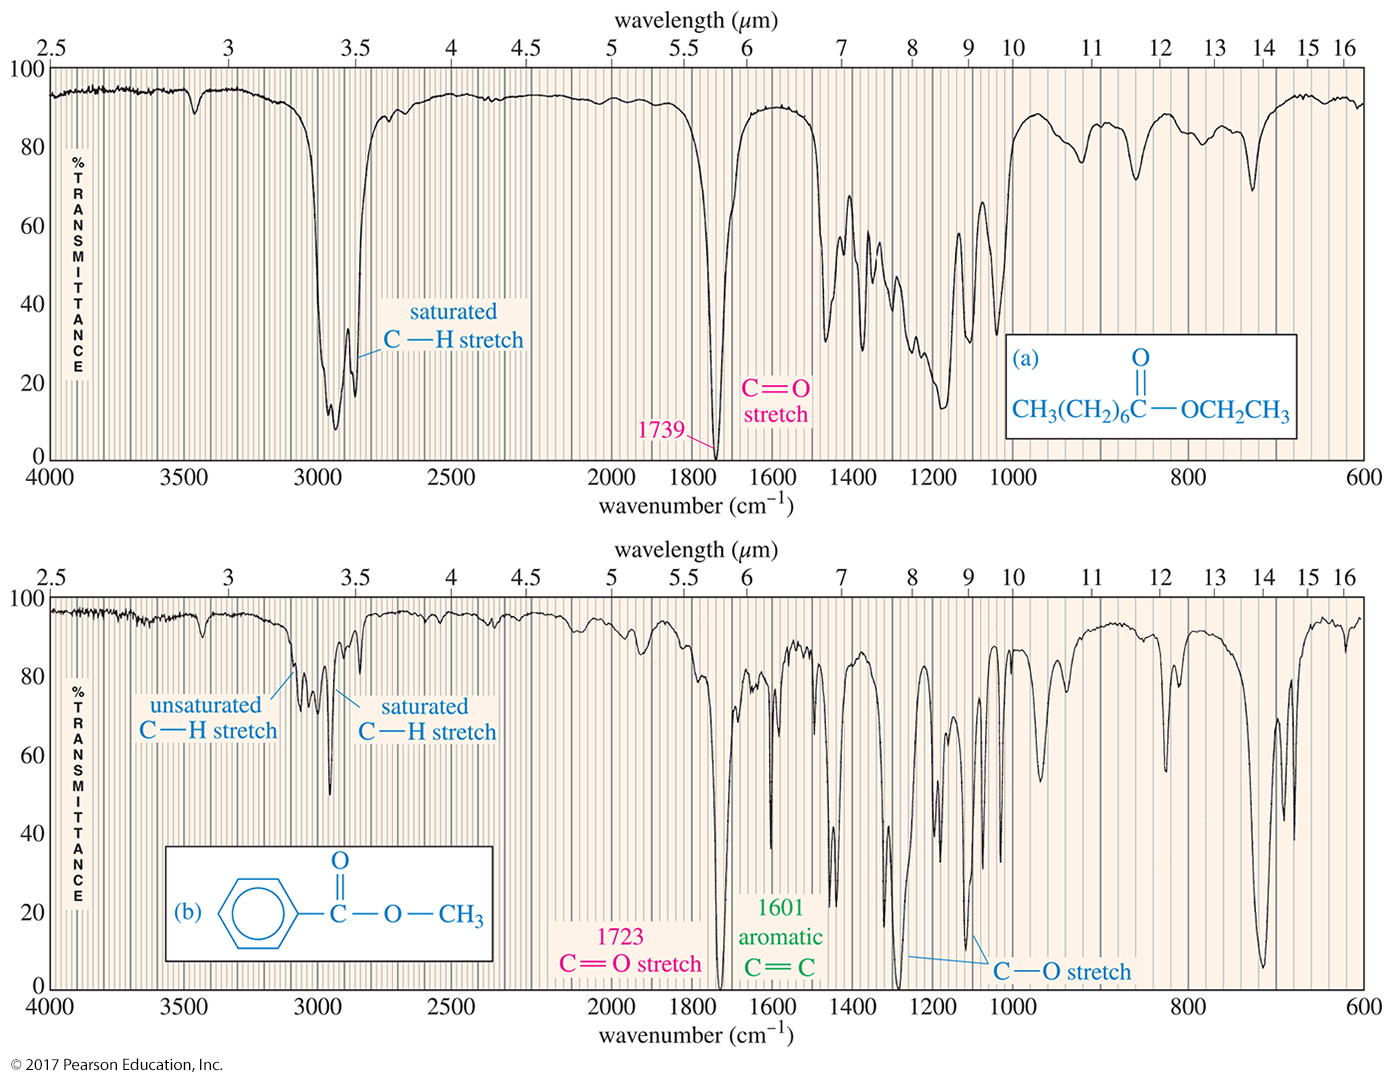 wavelength (μm)
2.5 3 3.5 4 4.5 5 5.5 6 7 8 9 10 11 12 13 14 15 16
100
80
60
40
20
0
%TRANSMITTANCE
saturated
C—H stretch
1739
C=O
stretch
(a)
O
CH₃(CH₂)₆C—OCH₂CH₃
4000 3500 3000 2500 2000 1800 1600 1400 1200 1000 800 600
wavenumber (cm⁻¹)
wavelength (μm)
2.5 3 3.5 4 4.5 5 5.5 6 7 8 9 10 11 12 13 14 15 16
100
80
60
40
20
0
%TRANSMITTANCE
unsaturated
C—H stretch
saturated
C—H stretch
(b)
O
C—O—CH₃
1723
C=O stretch
1601
aromatic
C=C
C—O stretch
4000 3500 3000 2500 2000 1800 1600 1400 1200 1000 800 600
wavenumber (cm⁻¹)
© 2017 Pearson Education, Inc.